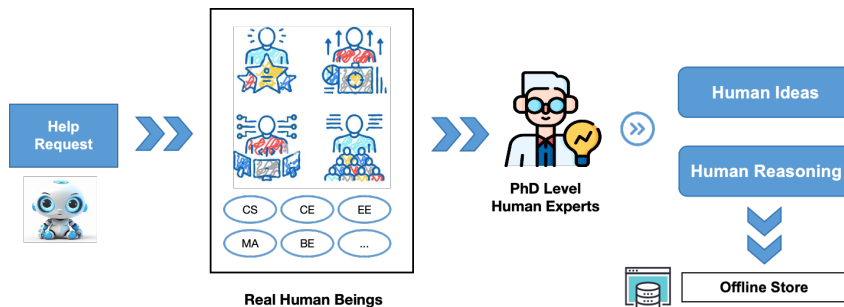 Help
Request
CS
CE
EE
MA
BE
...
Real Human Beings
PhD Level
Human Experts
Human Ideas
Human Reasoning
Offline Store